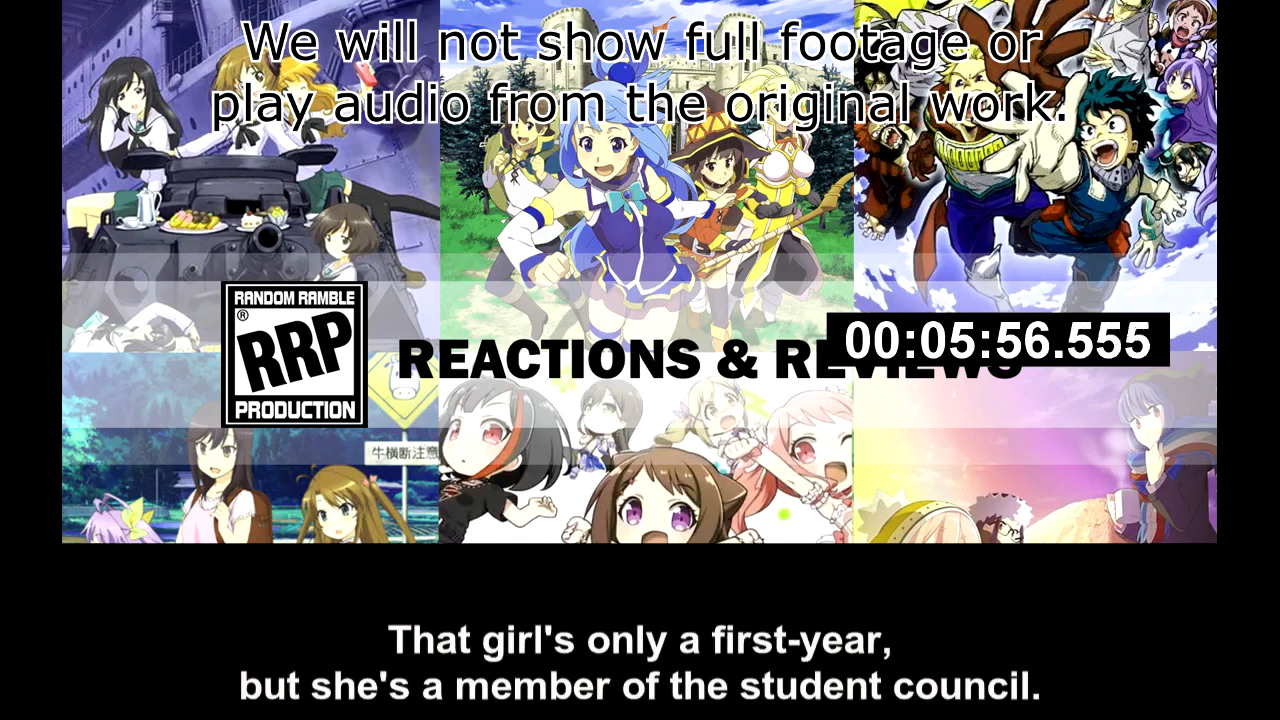 We will not show full footage or
play audio from the original work.
RANDOM RAMBLE
®
RRP
PRODUCTION
REACTIONS & REVIEWS
00:05:56.555
牛横断注意
That girl's only a first-year,
but she's a member of the student council.